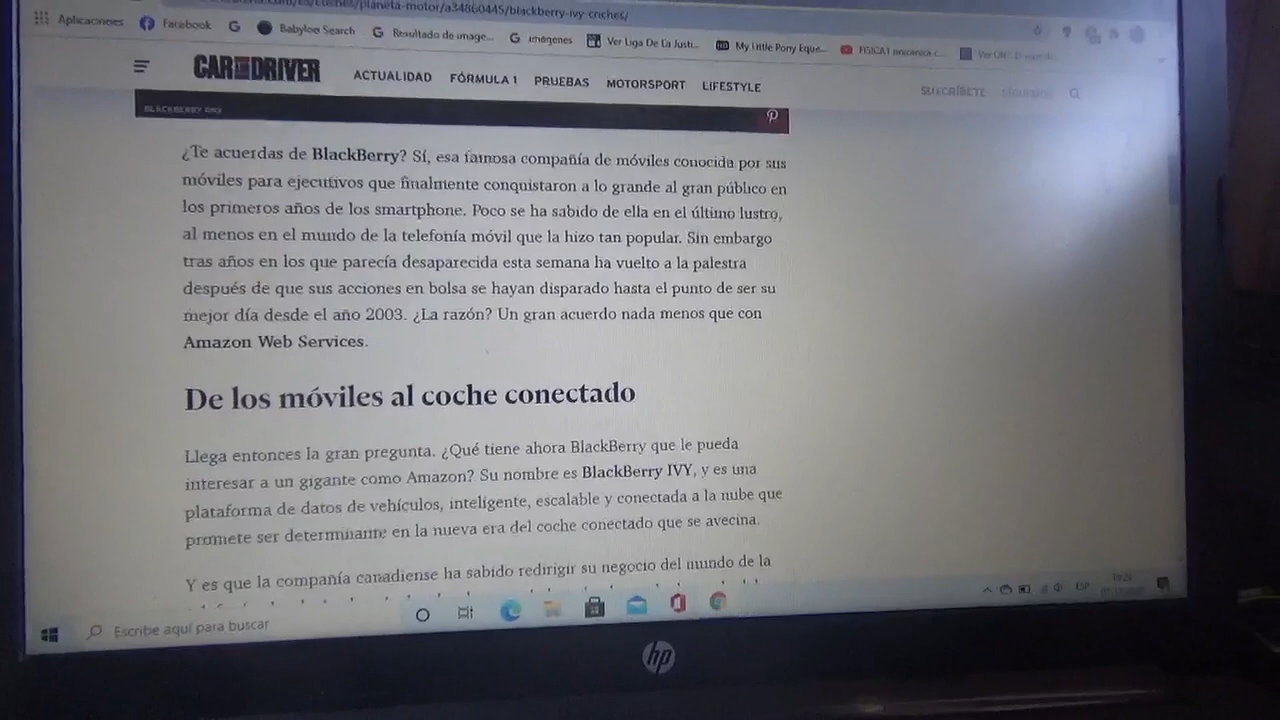 planeta-motor/a34860445/blackberry-ivy-coches/
Aplicaciones Facebook G Babylon Search G Resultado de image... G imágenes Ver Liga De La Justi... My Little Pony Eque...
CAR AND DRIVER ACTUALIDAD FÓRMULA 1 PRUEBAS MOTORSPORT LIFESTYLE SUSCRÍBETE
BLACKBERRY
¿Te acuerdas de BlackBerry? Sí, esa famosa compañía de móviles conocida por sus
móviles para ejecutivos que finalmente conquistaron a lo grande al gran público en
los primeros años de los smartphone. Poco se ha sabido de ella en el último lustro,
al menos en el mundo de la telefonía móvil que la hizo tan popular. Sin embargo
tras años en los que parecía desaparecida esta semana ha vuelto a la palestra
después de que sus acciones en bolsa se hayan disparado hasta el punto de ser su
mejor día desde el año 2003. ¿La razón? Un gran acuerdo nada menos que con
Amazon Web Services.
De los móviles al coche conectado
Llega entonces la gran pregunta. ¿Qué tiene ahora BlackBerry que le pueda
interesar a un gigante como Amazon? Su nombre es BlackBerry IVY, y es una
plataforma de datos de vehículos, inteligente, escalable y conectada a la nube que
promete ser determinante en la nueva era del coche conectado que se avecina.
Y es que la compañía canadiense ha sabido redirigir su negocio del mundo de la
Escribe aquí para buscar
ESP
hp